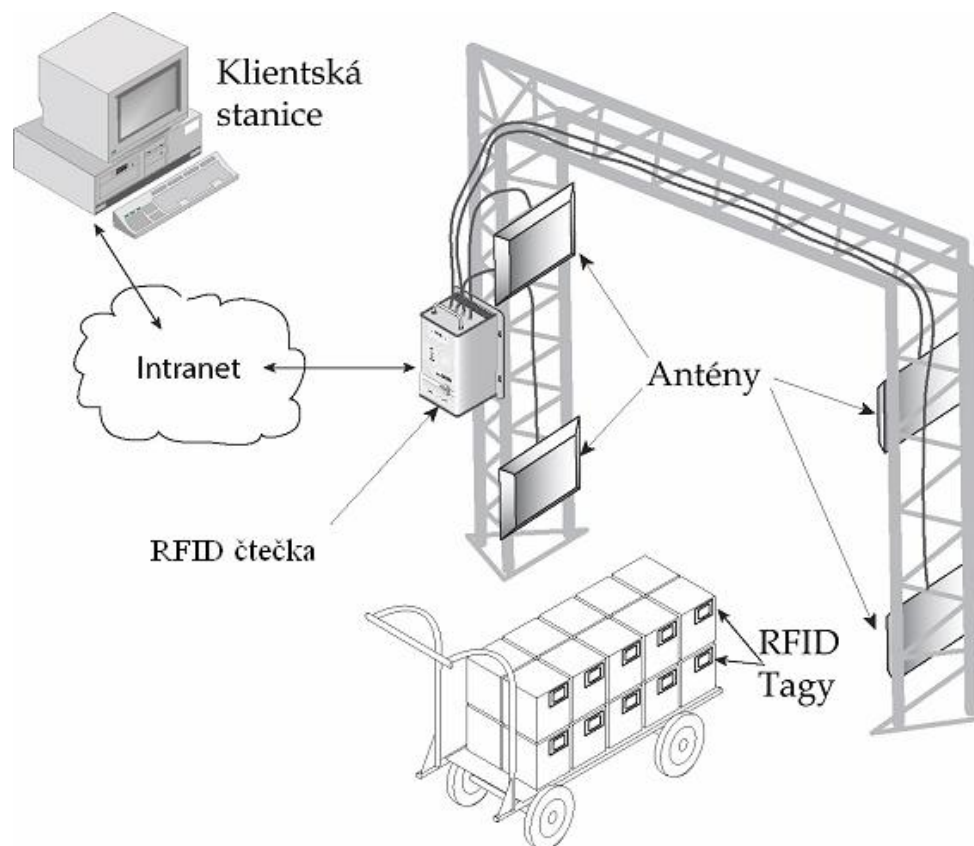 Klientská
stanice
Intranet
Antény
RFID čtečka
RFID
Tagy